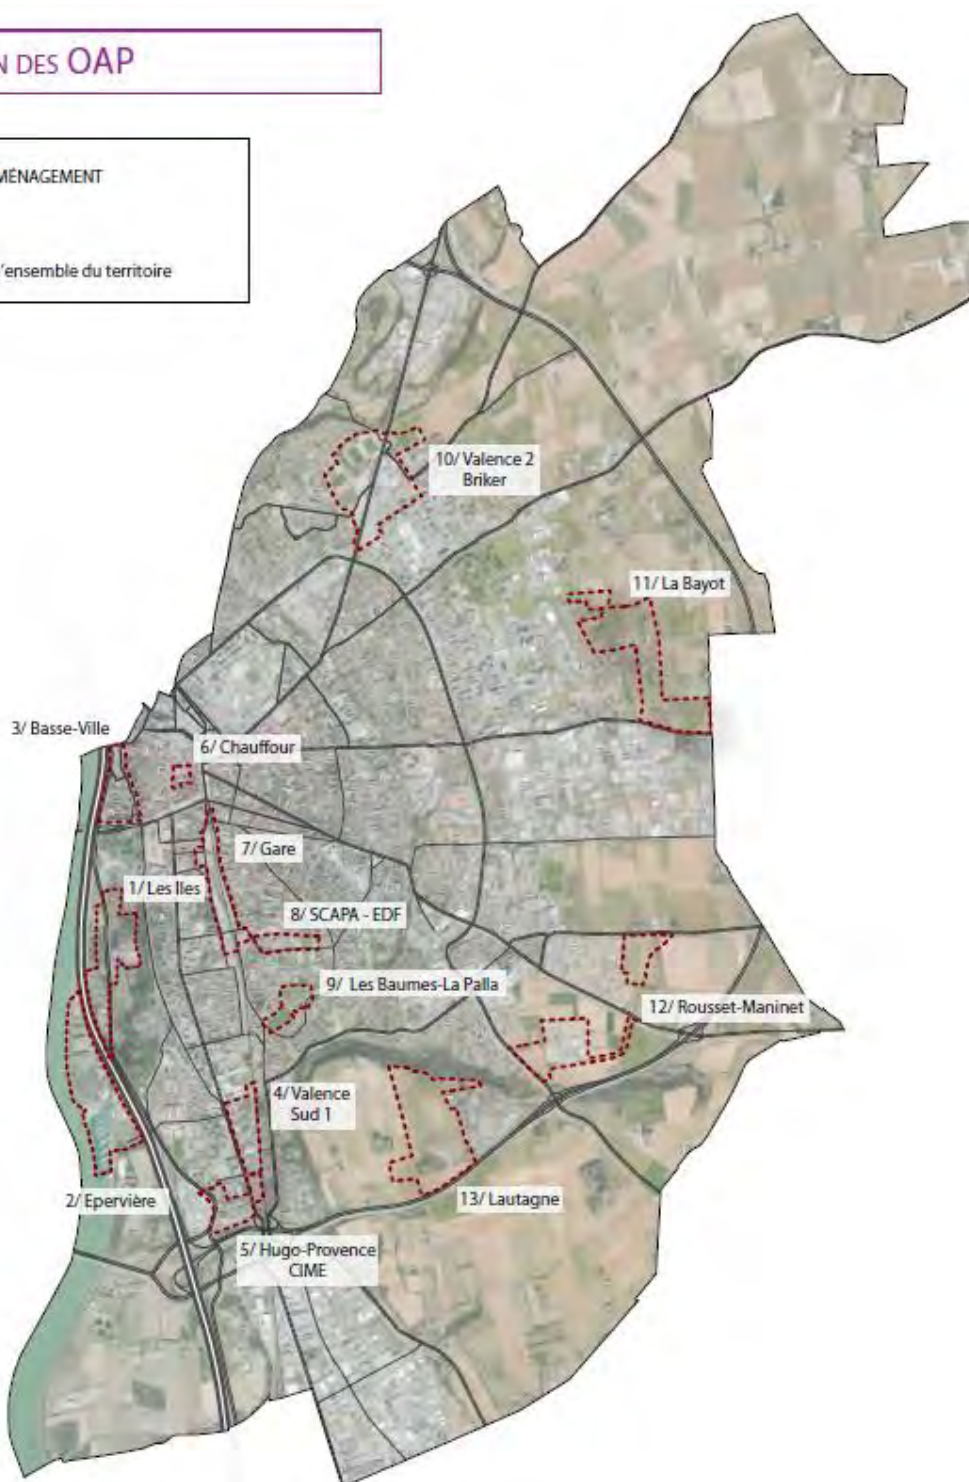 N DES OAP
MÉNAGEMENT
'ensemble du territoire
10/ Valence 2
Briker
11/ La Bayot
3/ Basse-Ville
6/ Chauffour
7/ Gare
1/ Les Iles
8/ SCAPA - EDF
9/ Les Baumes-La Palla
12/ Rousset-Maninet
4/ Valence
Sud 1
13/ Lautagne
2/ Epervière
5/ Hugo-Provence
CIME